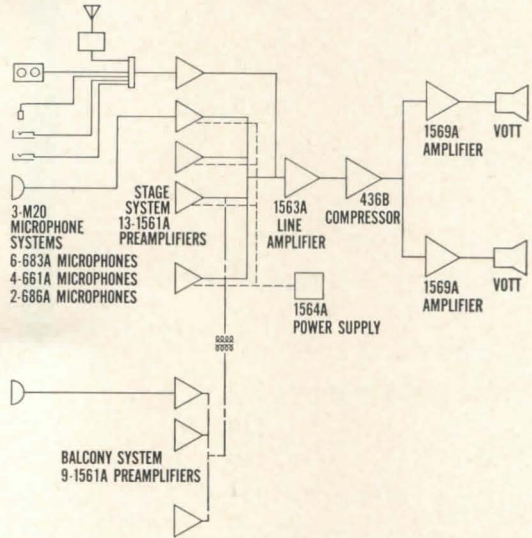 3-M20
MICROPHONE
SYSTEMS
6-683A MICROPHONES
4-661A MICROPHONES
2-686A MICROPHONES
STAGE
SYSTEM
13-1561A
PREAMPLIFIERS
1563A
LINE
AMPLIFIER
436B
COMPRESSOR
1569A
AMPLIFIER
VOTT
1569A
AMPLIFIER
VOTT
1564A
POWER SUPPLY
BALCONY SYSTEM
9-1561A PREAMPLIFIERS